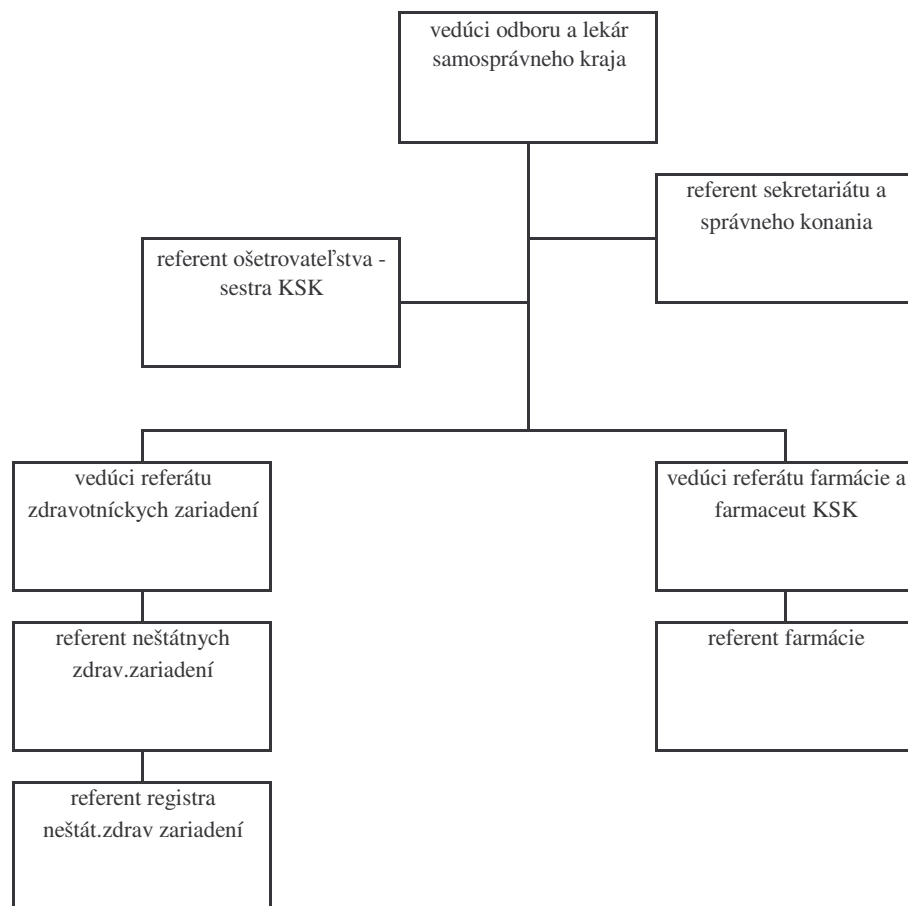 vedúci odboru a lekár
samosprávneho kraja
referent sekretariátu a
správneho konania
referent ošetrovateľstva -
sestra KSK
vedúci referátu
zdravotníckych zariadení
vedúci referátu farmácie a
farmaceut KSK
referent neštátnych
zdrav.zariadení
referent farmácie
referent registra
neštát.zdrav zariadení